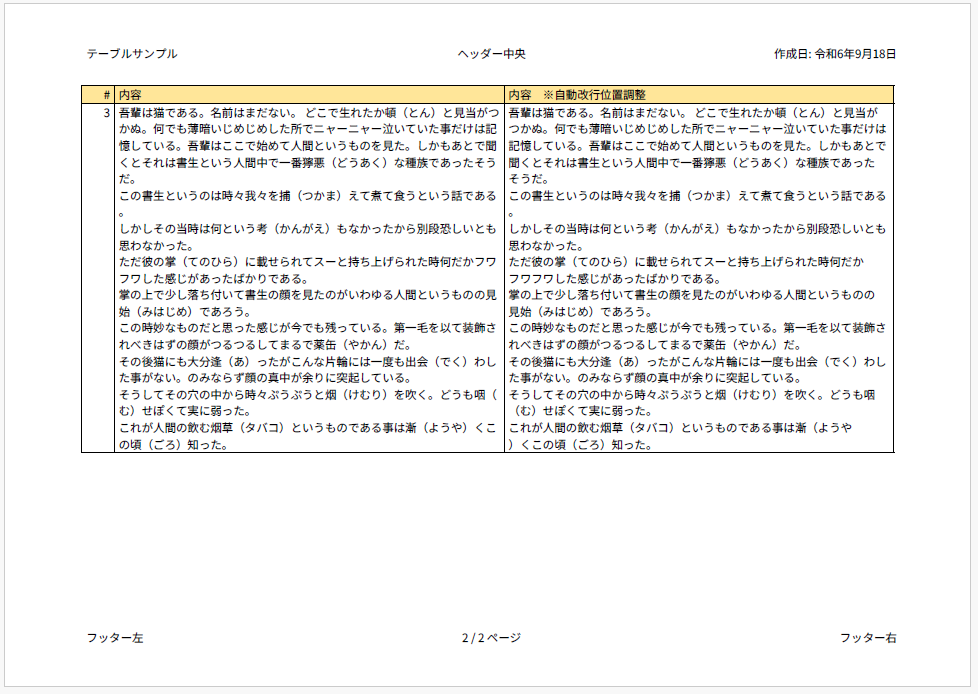 テーブルサンプル ヘッダー中央 作成日: 令和6年9月18日
# 内容 内容　※自動改行位置調整
3
吾輩は猫である。名前はまだない。 どこで生れたか頓（とん）と見当がつ
かぬ。何でも薄暗いじめじめした所でニャーニャー泣いていた事だけは記
憶している。吾輩はここで始めて人間というものを見た。しかもあとで聞
くとそれは書生という人間中で一番獰悪（どうあく）な種族であったそう
だ。
この書生というのは時々我々を捕（つかま）えて煮て食うという話である
。
しかしその当時は何という考（かんがえ）もなかったから別段恐しいとも
思わなかった。
ただ彼の掌（てのひら）に載せられてスーと持ち上げられた時何だかフワ
フワした感じがあったばかりである。
掌の上で少し落ち付いて書生の顔を見たのがいわゆる人間というものの見
始（みはじめ）であろう。
この時妙なものだと思った感じが今でも残っている。第一毛を以て装飾さ
れべきはずの顔がつるつるしてまるで薬缶（やかん）だ。
その後猫にも大分逢（あ）ったがこんな片輪には一度も出会（でく）わし
た事がない。のみならず顔の真中が余りに突起している。
そうしてその穴の中から時々ぷうぷうと烟（けむり）を吹く。どうも咽（
む）せぽくて実に弱った。
これが人間の飲む烟草（タバコ）というものである事は漸（ようや）くこ
の頃（ごろ）知った。
吾輩は猫である。名前はまだない。 どこで生れたか頓（とん）と見当が
つかぬ。何でも薄暗いじめじめした所でニャーニャー泣いていた事だけは
記憶している。吾輩はここで始めて人間というものを見た。しかもあとで
聞くとそれは書生という人間中で一番獰悪（どうあく）な種族であった
そうだ。
この書生というのは時々我々を捕（つかま）えて煮て食うという話である
。
しかしその当時は何という考（かんがえ）もなかったから別段恐しいとも
思わなかった。
ただ彼の掌（てのひら）に載せられてスーと持ち上げられた時何だか
フワフワした感じがあったばかりである。
掌の上で少し落ち付いて書生の顔を見たのがいわゆる人間というものの
見始（みはじめ）であろう。
この時妙なものだと思った感じが今でも残っている。第一毛を以て装飾さ
れべきはずの顔がつるつるしてまるで薬缶（やかん）だ。
その後猫にも大分逢（あ）ったがこんな片輪には一度も出会（でく）わし
た事がない。のみならず顔の真中が余りに突起している。
そうしてその穴の中から時々ぷうぷうと烟（けむり）を吹く。どうも咽
（む）せぽくて実に弱った。
これが人間の飲む烟草（タバコ）というものである事は漸（ようや
）くこの頃（ごろ）知った。
フッター左 2 / 2 ページ フッター右